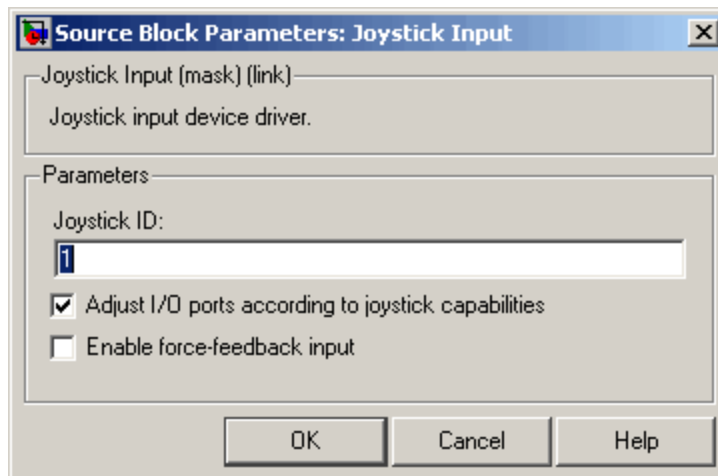 Source Block Parameters: Joystick Input
Joystick Input (mask) (link)
Joystick input device driver.
Parameters
Joystick ID:
1
Adjust I/O ports according to joystick capabilities
Enable force-feedback input
OK Cancel Help